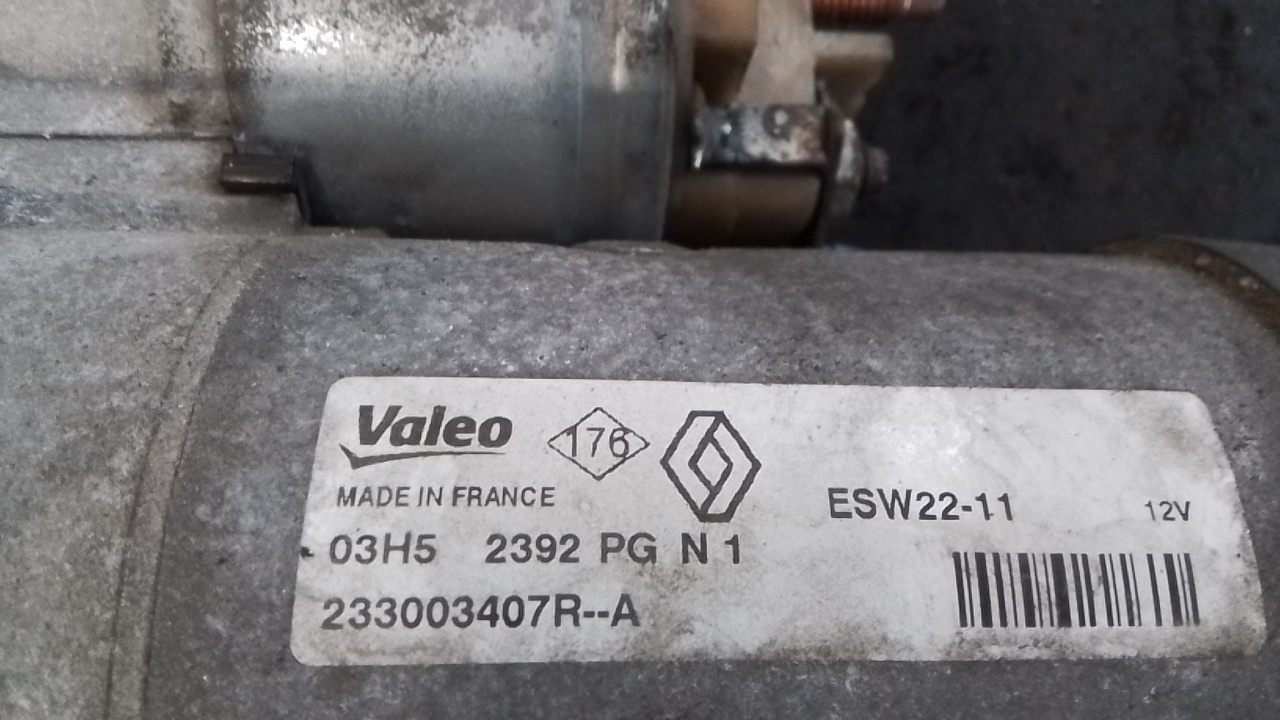 Valeo
176
MADE IN FRANCE
ESW22-11
12V
03H5 2392 PG N 1
233003407R--A